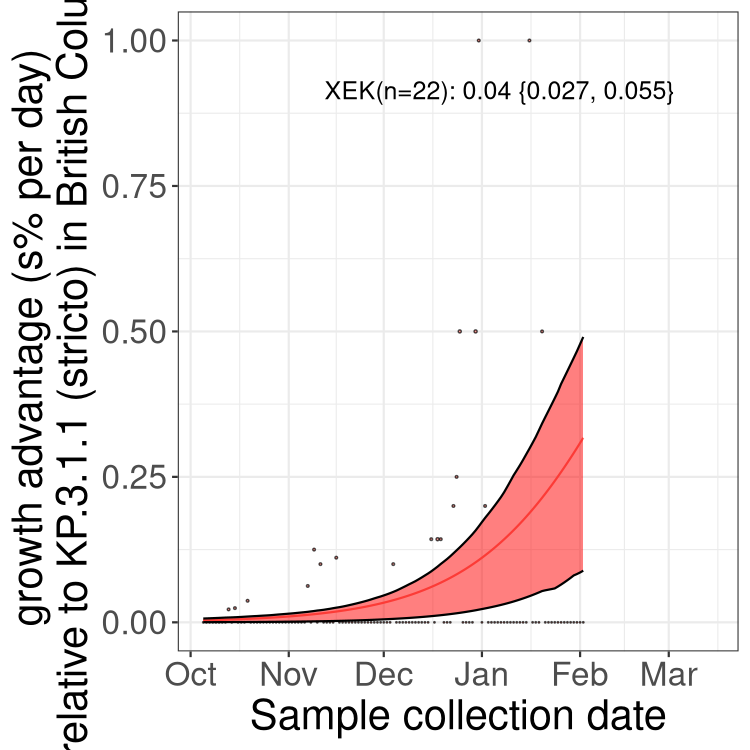 growth advantage (s% per day)
relative to KP.3.1.1 (stricto) in British Colu
1.00
0.75
0.50
0.25
0.00
XEK(n=22): 0.04 {0.027, 0.055}
Oct Nov Dec Jan Feb Mar
Sample collection date